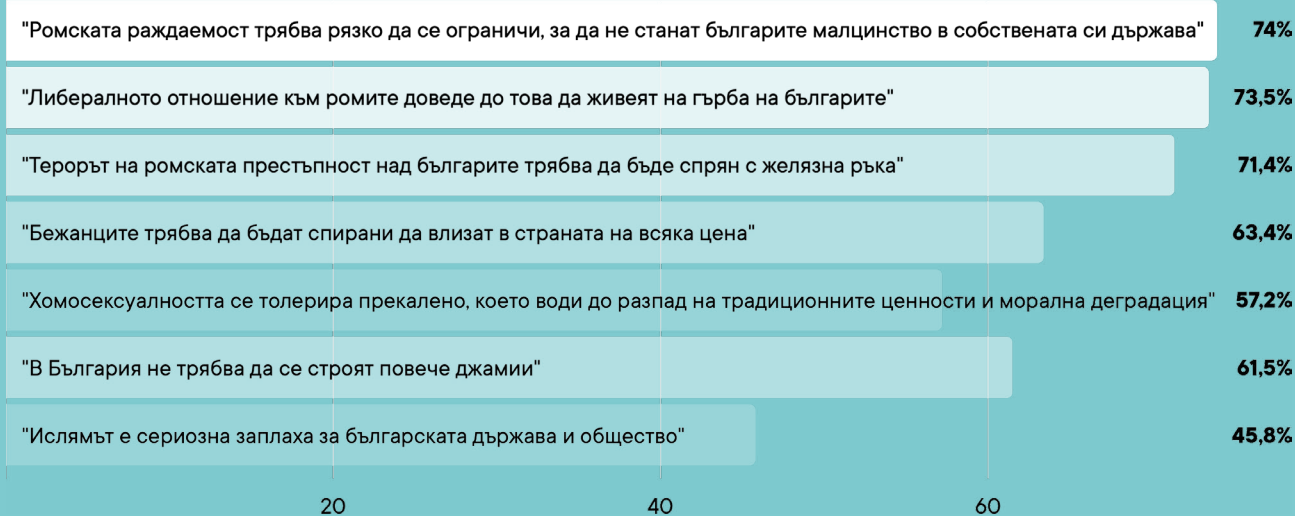 "Ромската раждаемост трябва рязко да се ограничи, за да не станат българите малцинство в собствената си държава" 74%
"Либералното отношение към ромите доведе до това да живеят на гърба на българите" 73,5%
"Терорът на ромската престъпност над българите трябва да бъде спрян с желязна ръка" 71,4%
"Бежанците трябва да бъдат спирани да влизат в страната на всяка цена" 63,4%
"Хомосексуалността се толерира прекалено, което води до разпад на традиционните ценности и морална деградация" 57,2%
"В България не трябва да се строят повече джамии" 61,5%
"Ислямът е сериозна заплаха за българската държава и общество" 45,8%
20 40 60